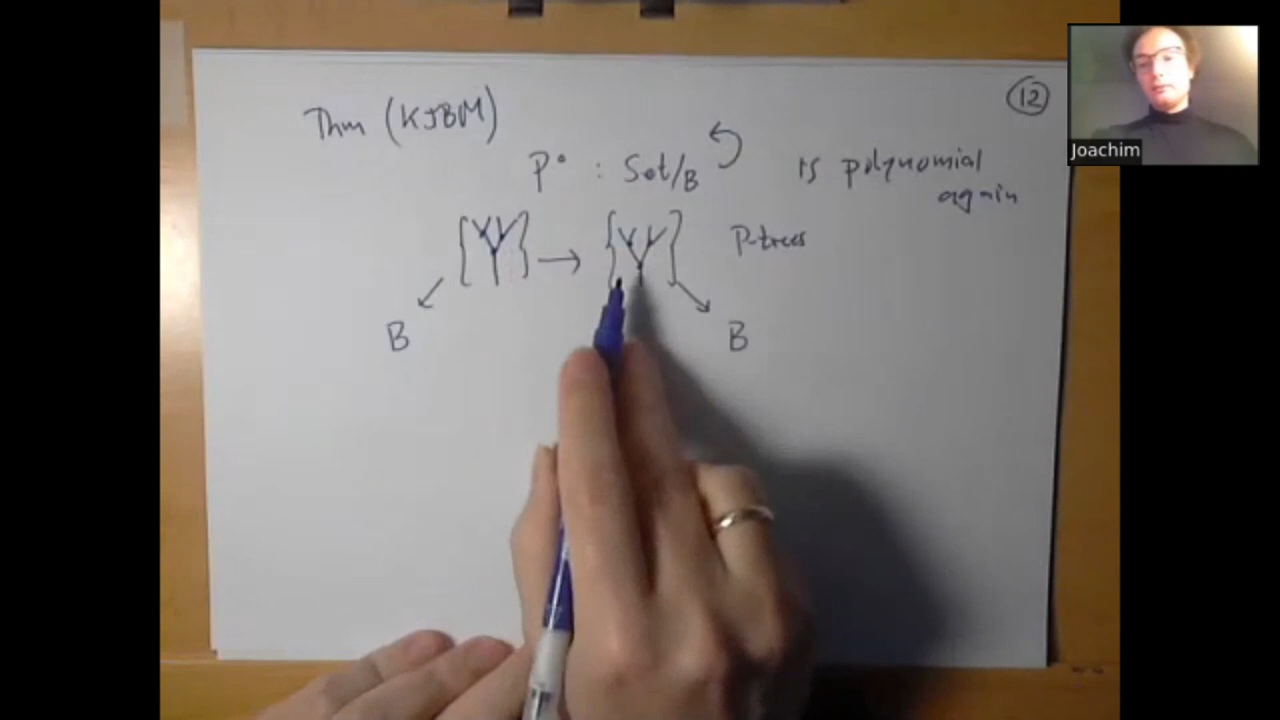 12
Thm (KJBM)
P° : Set/B is polynomial
again
{ } → { } P-trees
B B
Joachim